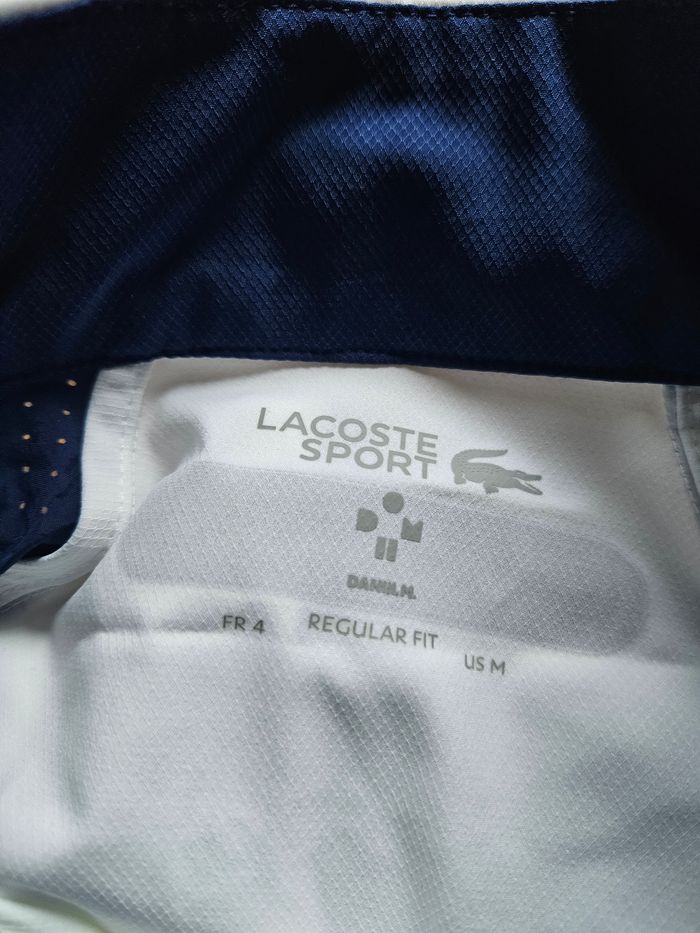 LACOSTE
SPORT
D M
DANIIL M.
FR 4
REGULAR FIT
US M